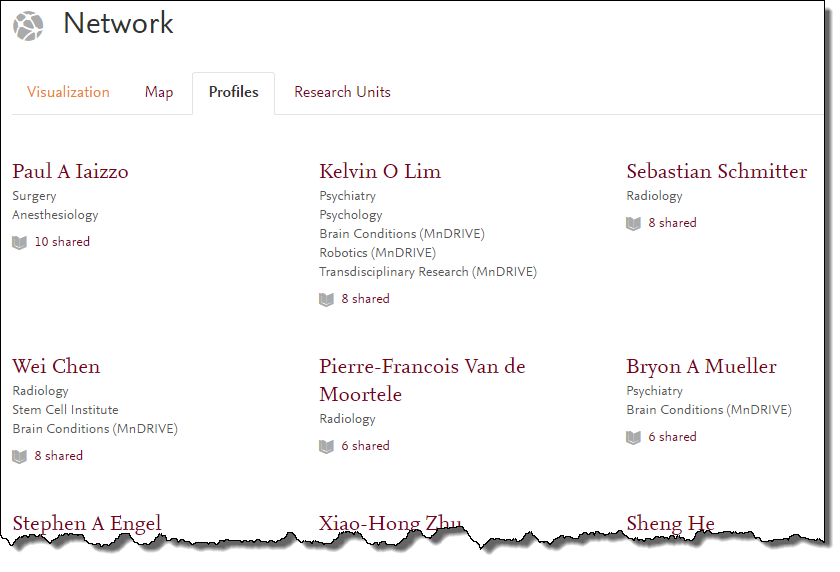 Network
Visualization Map Profiles Research Units
Paul A Iaizzo
Surgery
Anesthesiology
10 shared
Kelvin O Lim
Psychiatry
Psychology
Brain Conditions (MnDRIVE)
Robotics (MnDRIVE)
Transdisciplinary Research (MnDRIVE)
8 shared
Sebastian Schmitter
Radiology
8 shared
Wei Chen
Radiology
Stem Cell Institute
Brain Conditions (MnDRIVE)
8 shared
Pierre-Francois Van de
Moortele
Radiology
6 shared
Bryon A Mueller
Psychiatry
Brain Conditions (MnDRIVE)
6 shared
Stephen A Engel
Xiao-Hong Zhu
Sheng He